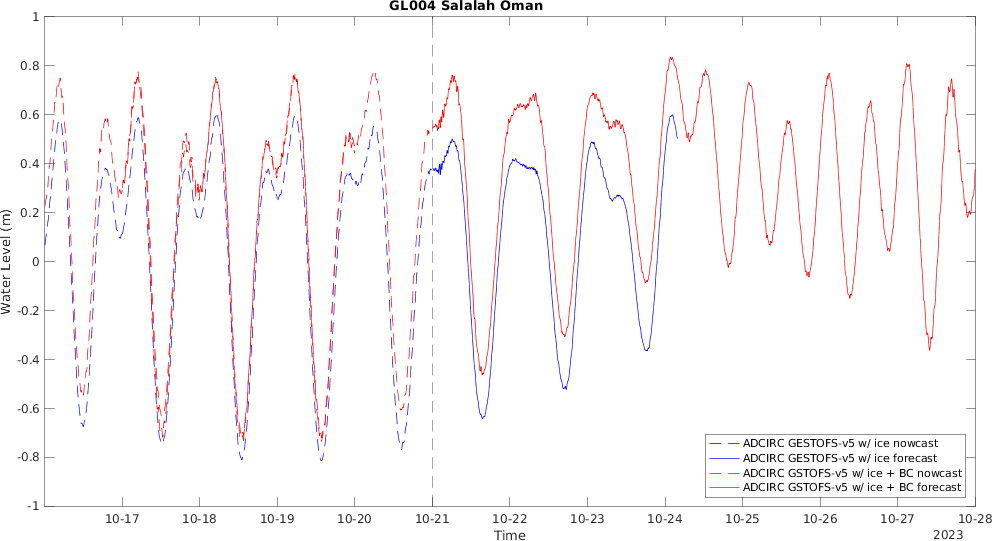 GL004 Salalah Oman
1
0.8
0.6
0.4
0.2
0
-0.2
-0.4
-0.6
-0.8
-1
Water Level (m)
ADCIRC GESTOFS-v5 w/ ice nowcast
ADCIRC GESTOFS-v5 w/ ice forecast
ADCIRC GSTOFS-v5 w/ ice + BC nowcast
ADCIRC GSTOFS-v5 w/ ice + BC forecast
10-17 10-18 10-19 10-20 10-21 10-22 10-23 10-24 10-25 10-26 10-27 10-28
Time
2023